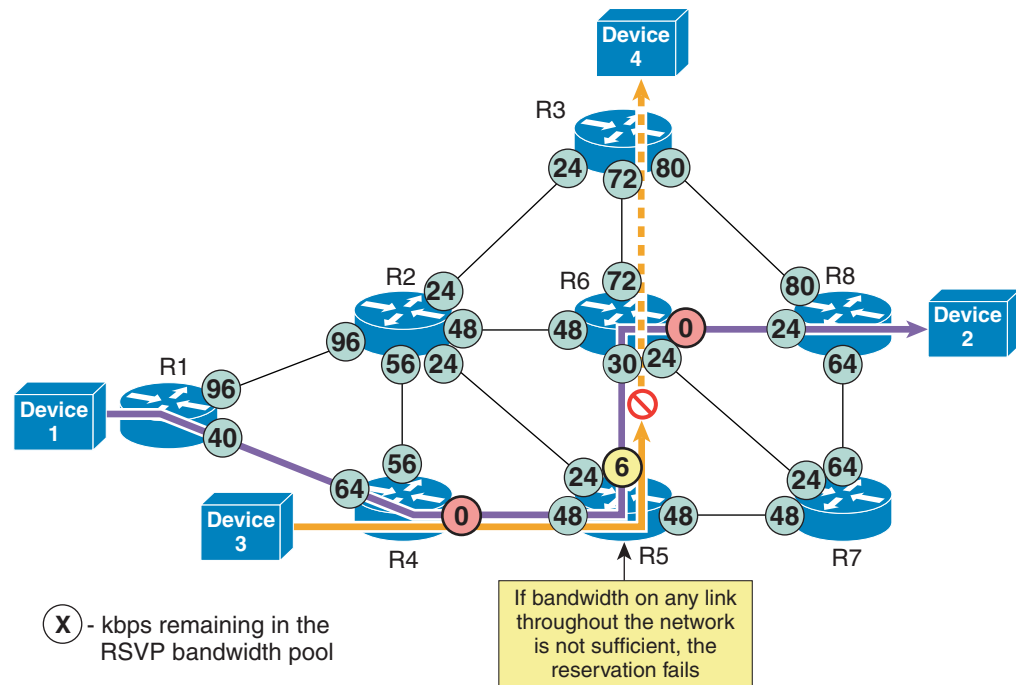 Device
4
R3
24
72
80
R2
24
R6
72
80
R8
96
48
48
0
24
Device
2
56
24
30
24
64
R1
96
Device
1
40
56
64
24
6
24
64
0
48
48
48
Device
3
R4
R5
R7
If bandwidth on any link
throughout the network
is not sufficient, the
reservation fails
X - kbps remaining in the
RSVP bandwidth pool